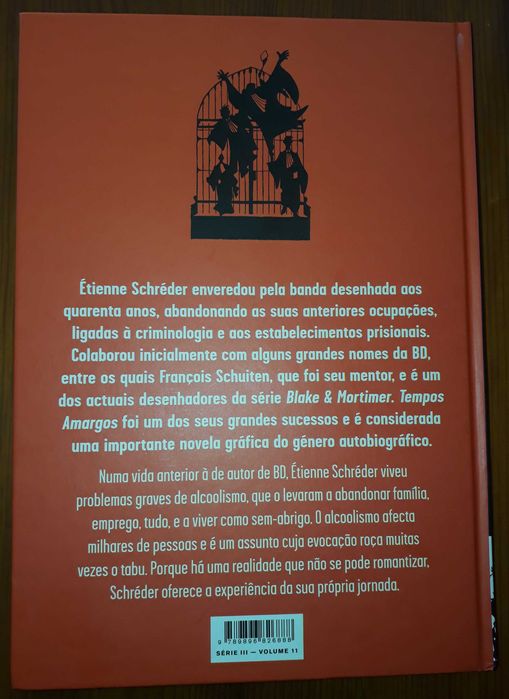 Étienne Schréder enveredou pela banda desenhada aos
quarenta anos, abandonando as suas anteriores ocupações,
ligadas à criminologia e aos estabelecimentos prisionais.
Colaborou inicialmente com alguns grandes nomes da BD,
entre os quais François Schuiten, que foi seu mentor, e é um
dos actuais desenhadores da série Blake & Mortimer. Tempos
Amargos foi um dos seus grandes sucessos e é considerada
uma importante novela gráfica do género autobiográfico.
Numa vida anterior à de autor de BD, Étienne Schréder viveu
problemas graves de alcoolismo, que o levaram a abandonar família,
emprego, tudo, e a viver como sem-abrigo. O alcoolismo afecta
milhares de pessoas e é um assunto cuja evocação roça muitas
vezes o tabu. Porque há uma realidade que não se pode romantizar,
Schréder oferece a experiência da sua própria jornada.
9 789896 826888
SÉRIE III — VOLUME 11